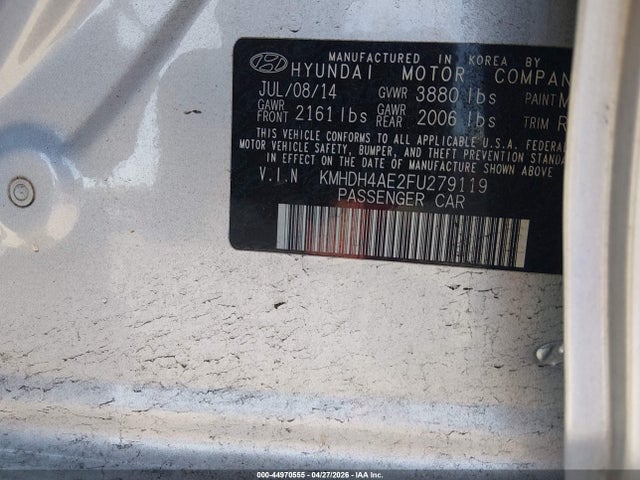 MANUFACTURED IN KOREA BY
HYUNDAI MOTOR COMPAN
JUL/08/14 GVWR 3880 lbs PAINT
GAWR FRONT 2161 lbs GAWR REAR 2006 lbs TRIM
THIS VEHICLE CONFORMS TO ALL APPLICABLE U.S.A. FEDERAL
MOTOR VEHICLE SAFETY, BUMPER, AND THEFT PREVENTION STANDA
IN EFFECT ON THE DATE OF MANUFACTURE SHOWN ABOVE
V.I.N KMHDH4AE2FU279119
PASSENGER CAR
000-44970555 - 04/27/2026 - IAA Inc.